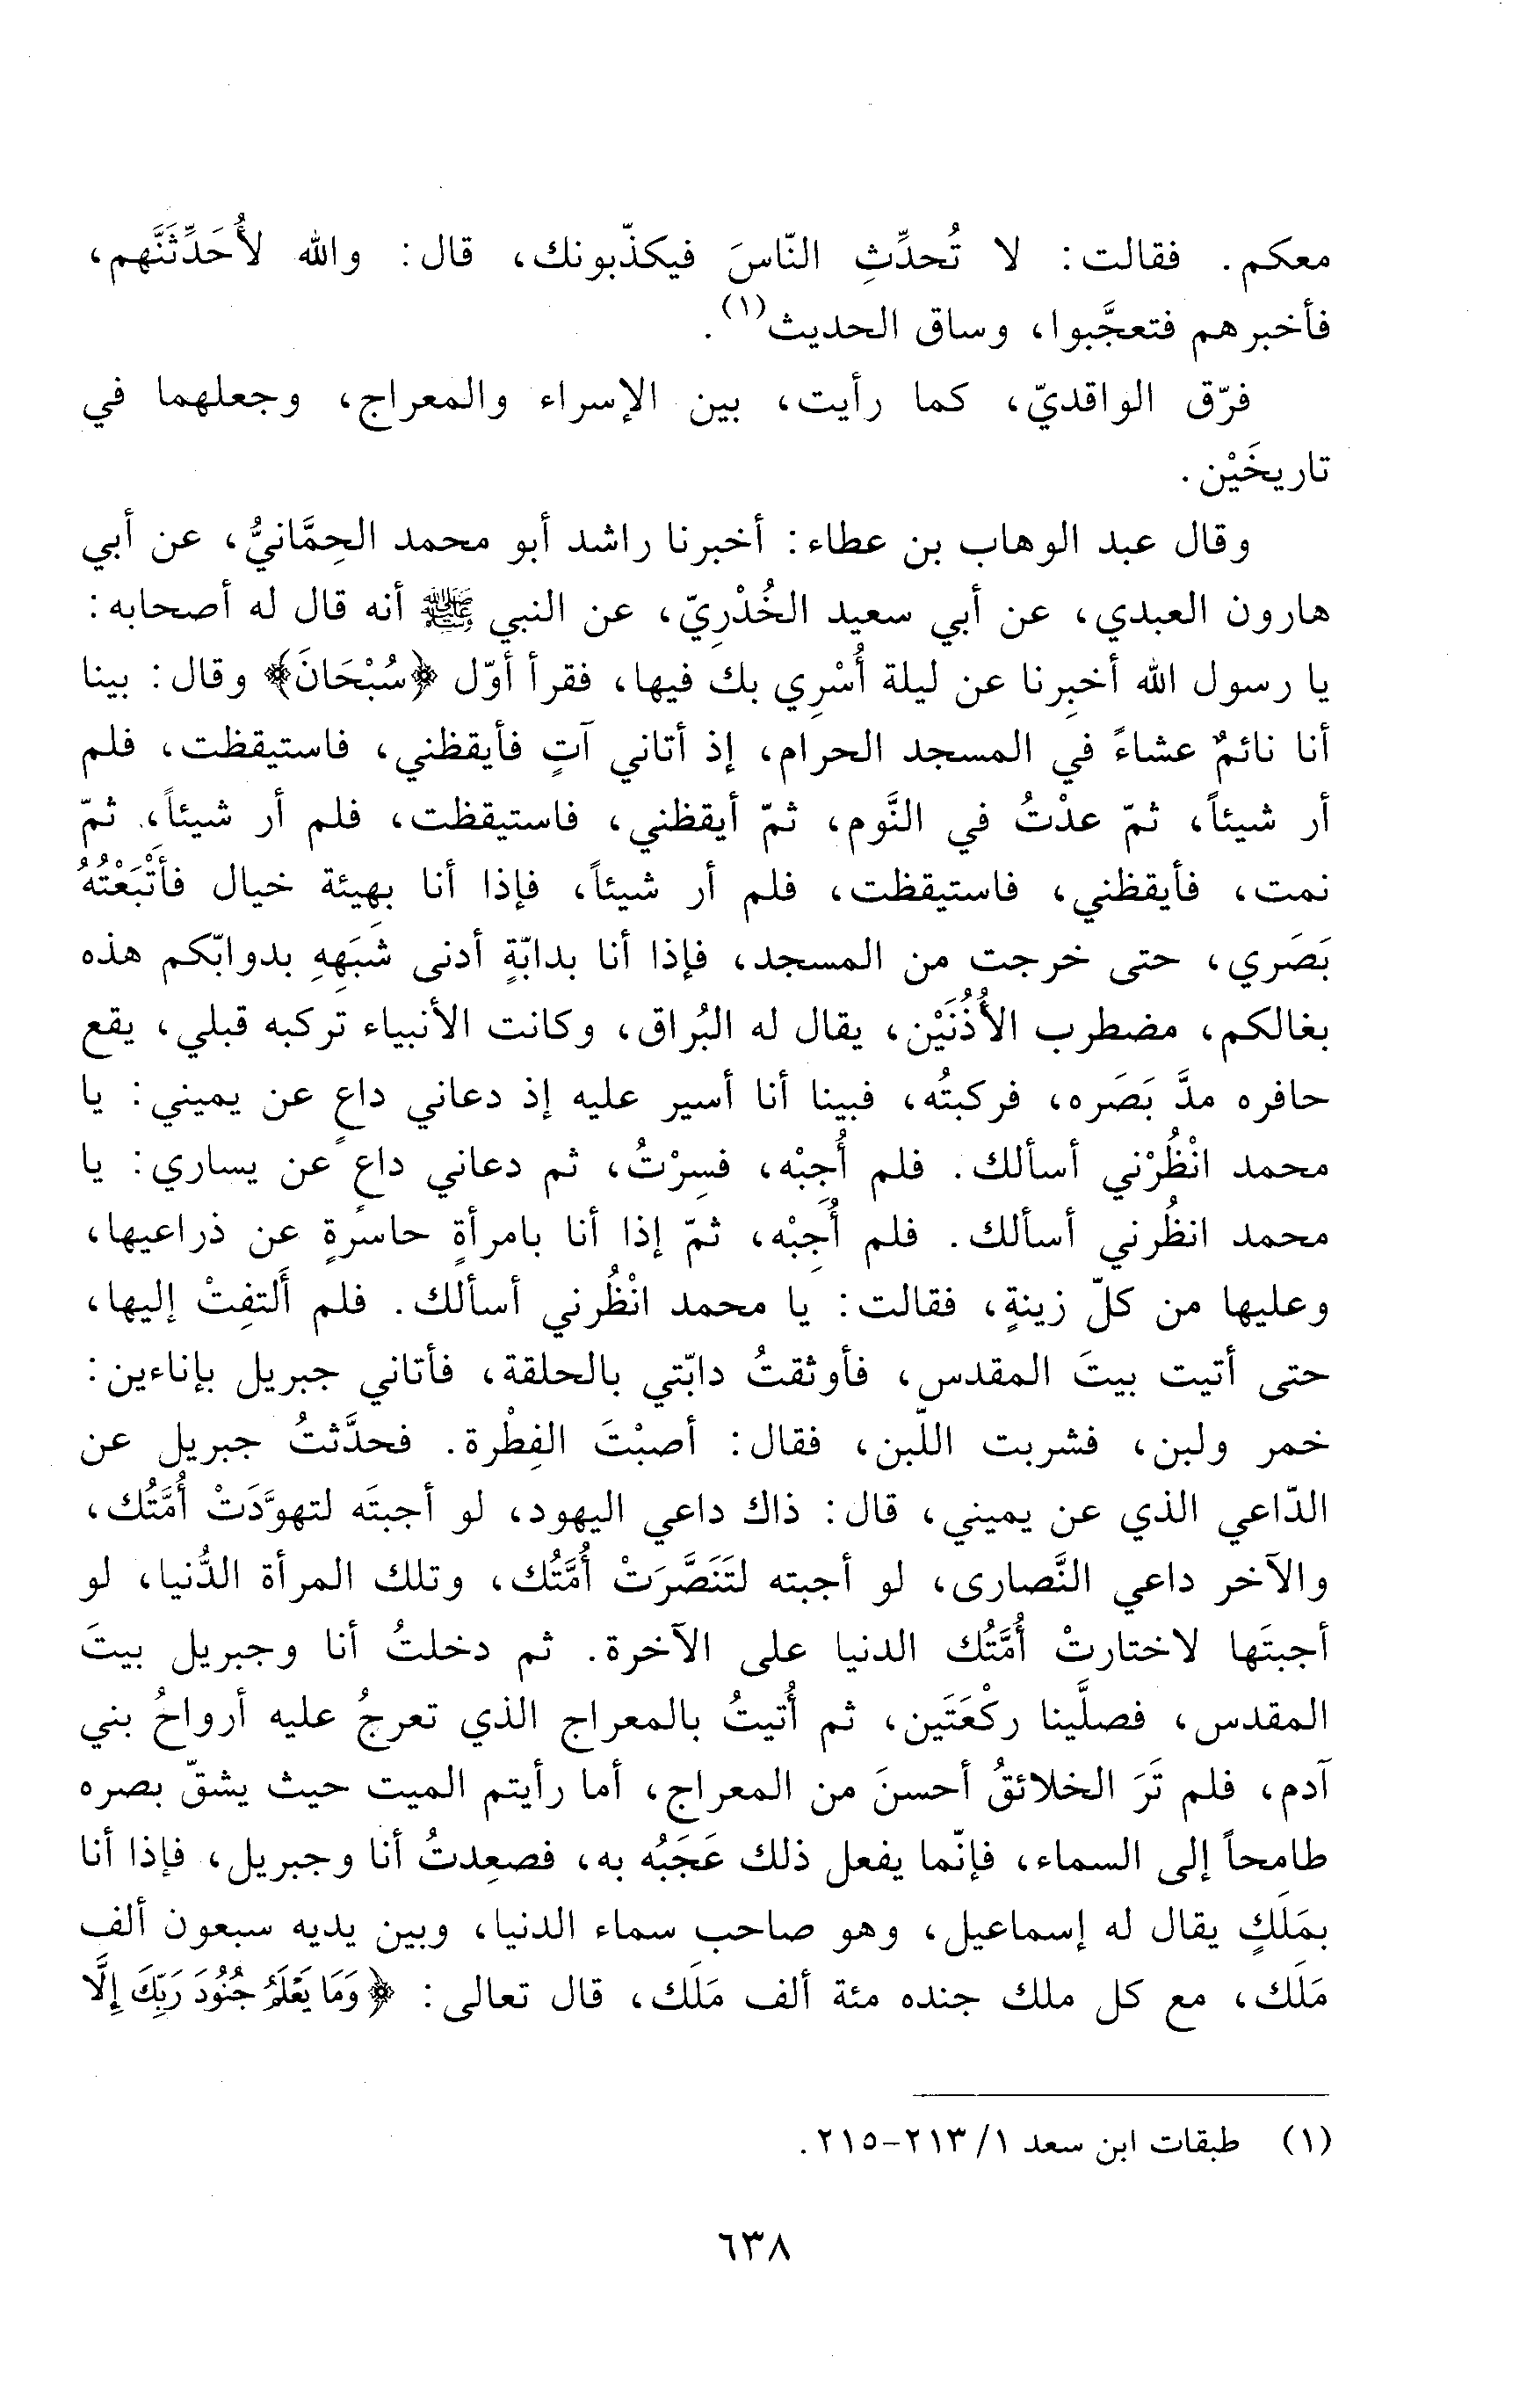 معكم. فقالت: لا تُحدِّثِ النّاسَ فيكذّبونك، قال: والله لأُحَدِّثَنَّهم،
فأخبرهم فتعجَّبوا، وساق الحديث(١).
فرّق الواقديّ، كما رأيت، بين الإسراء والمعراج، وجعلهما في
تاريخَيْن.
وقال عبد الوهاب بن عطاء: أخبرنا راشد أبو محمد الحِمَّانيُّ، عن أبي
هارون العبدي، عن أبي سعيد الخُدْرِيّ، عن النبي ﷺ أنه قال له أصحابه:
يا رسول الله أخبِرنا عن ليلة أُسْرِي بك فيها، فقرأ أوّل ﴿سُبْحَانَ﴾ وقال: بينا
أنا نائمٌ عشاءً في المسجد الحرام، إذ أتاني آتٍ فأيقظني، فاستيقظت، فلم
أر شيئاً، ثمّ عدْتُ في النَّوم، ثمّ أيقظني، فاستيقظت، فلم أر شيئاً، ثمّ
نمت، فأيقظني، فاستيقظت، فلم أر شيئاً، فإذا أنا بهيئة خيال فأَتْبَعْتُهُ
بَصَري، حتى خرجت من المسجد، فإذا أنا بدابّةٍ أدنى شَبَهِهِ بدوابّكم هذه
بغالكم، مضطرب الأُذُنَيْن، يقال له البُراق، وكانت الأنبياء تركبه قبلي، يقع
حافره مدَّ بَصَره، فركبتُه، فبينا أنا أسير عليه إذ دعاني داعٍ عن يميني: يا
محمد انْظُرْني أسألك. فلم أُجِبْه، فسِرْتُ، ثم دعاني داعٍ عن يساري: يا
محمد انظُرني أسألك. فلم أُجِبْه، ثمّ إذا أنا بامرأةٍ حاسرةٍ عن ذراعيها،
وعليها من كلّ زينةٍ، فقالت: يا محمد انْظُرني أسألك. فلم أَلتفِتْ إليها،
حتى أتيت بيتَ المقدس، فأوثقتُ دابّتي بالحلقة، فأتاني جبريل بإناءين:
خمر ولبن، فشربت اللّبن، فقال: أصبْتَ الفِطْرة. فحدَّثتُ جبريل عن
الدّاعي الذي عن يميني، قال: ذاك داعي اليهود، لو أجبتَه لتهوَّدَتْ أُمَّتُك،
والآخر داعي النَّصارى، لو أجبته لتَنَصَّرَتْ أُمَّتُك، وتلك المرأة الدُّنيا، لو
أجبتَها لاختارتْ أُمَّتُك الدنيا على الآخرة. ثم دخلتُ أنا وجبريل بيتَ
المقدس، فصلَّينا ركْعَتَين، ثم أُتيتُ بالمعراج الذي تعرجُ عليه أرواحُ بني
آدم، فلم تَرَ الخلائقُ أحسنَ من المعراج، أما رأيتم الميت حيث يشقّ بصره
طامحاً إلى السماء، فإنّما يفعل ذلك عَجَبُه به، فصعِدتُ أنا وجبريل، فإذا أنا
بمَلَكٍ يقال له إسماعيل، وهو صاحب سماء الدنيا، وبين يديه سبعون ألف
مَلَك، مع كل ملك جنده مئة ألف مَلَك، قال تعالى: ﴿وَمَا يَعْلَمُ جُنُودَ رَبِّكَ إِلَّا
(١) طبقات ابن سعد ١/ ٢١٣-٢١٥.
٦٣٨